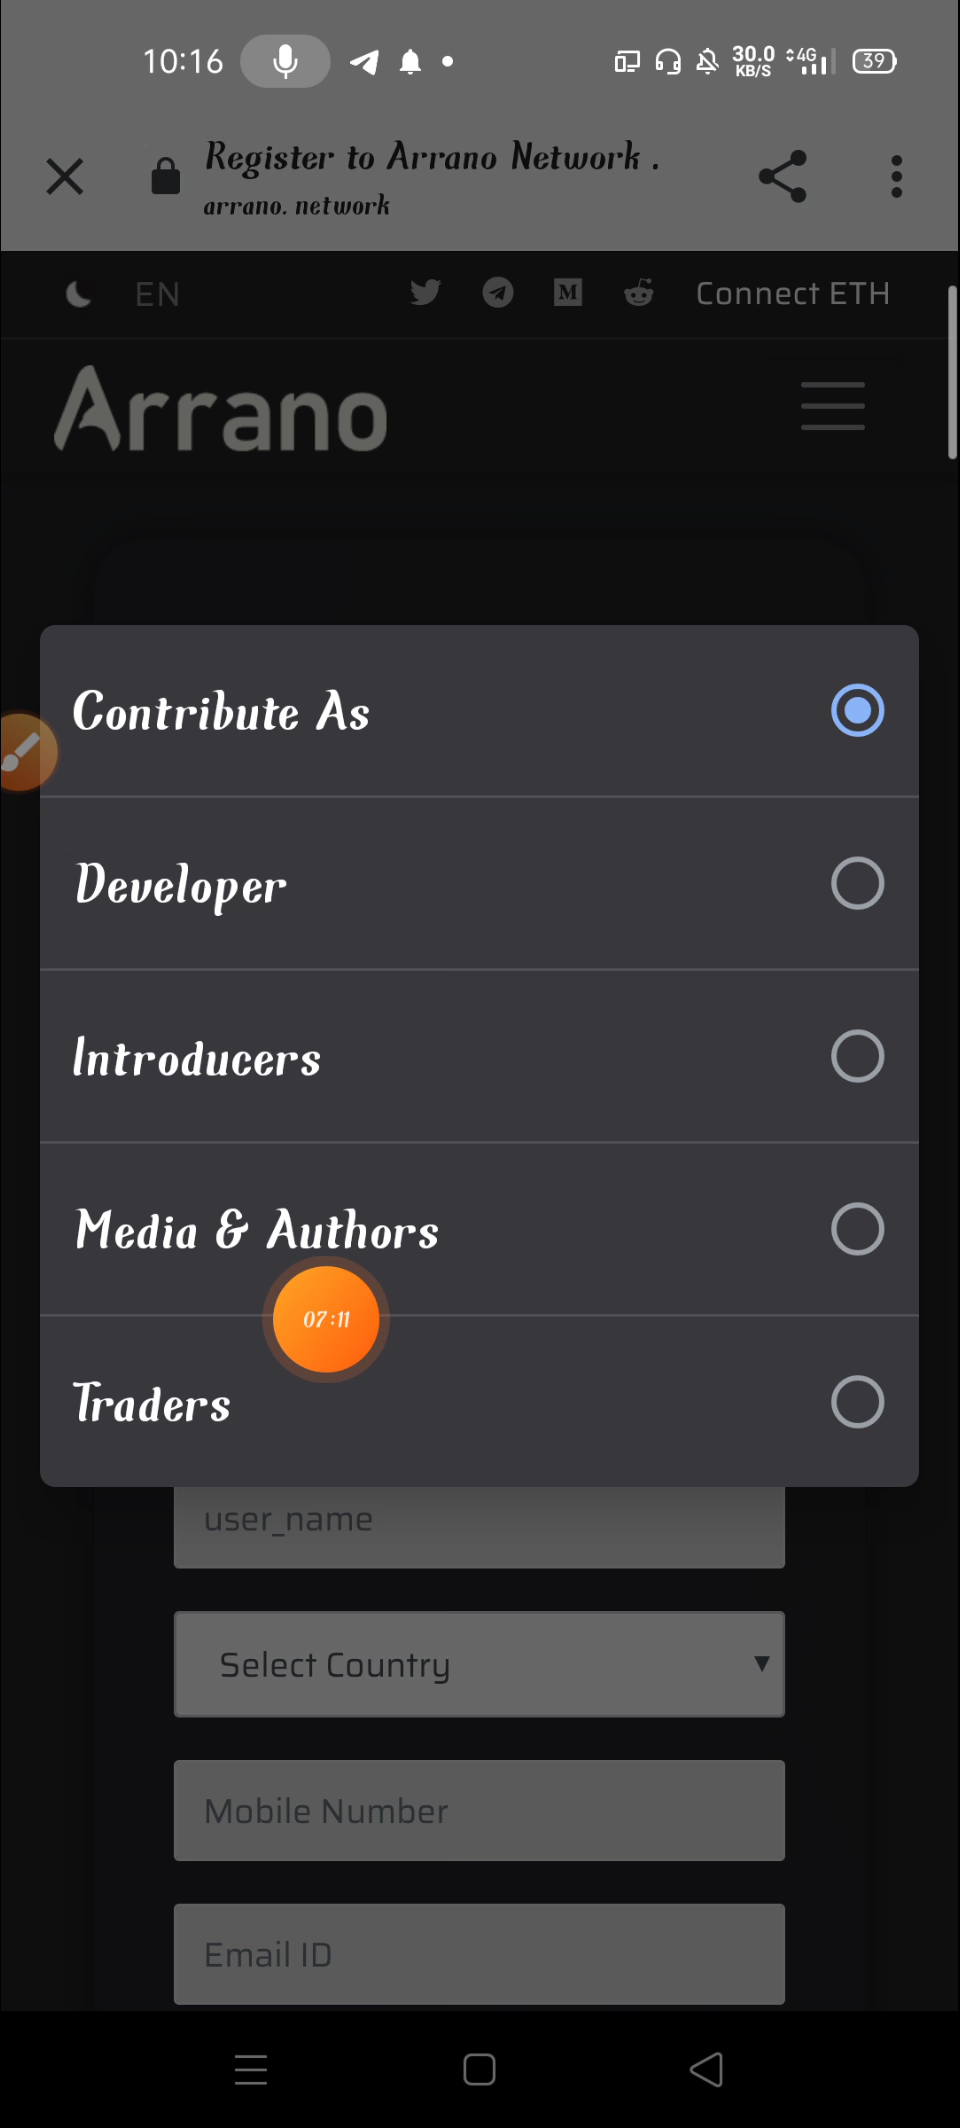 10:16
30.0
KB/S
4G
39
Register to Arrano Network .
arrano. network
EN
M
Connect ETH
Arrano
Contribute As
Developer
Introducers
Media & Authors
07:11
Traders
user_name
Select Country
Mobile Number
Email ID